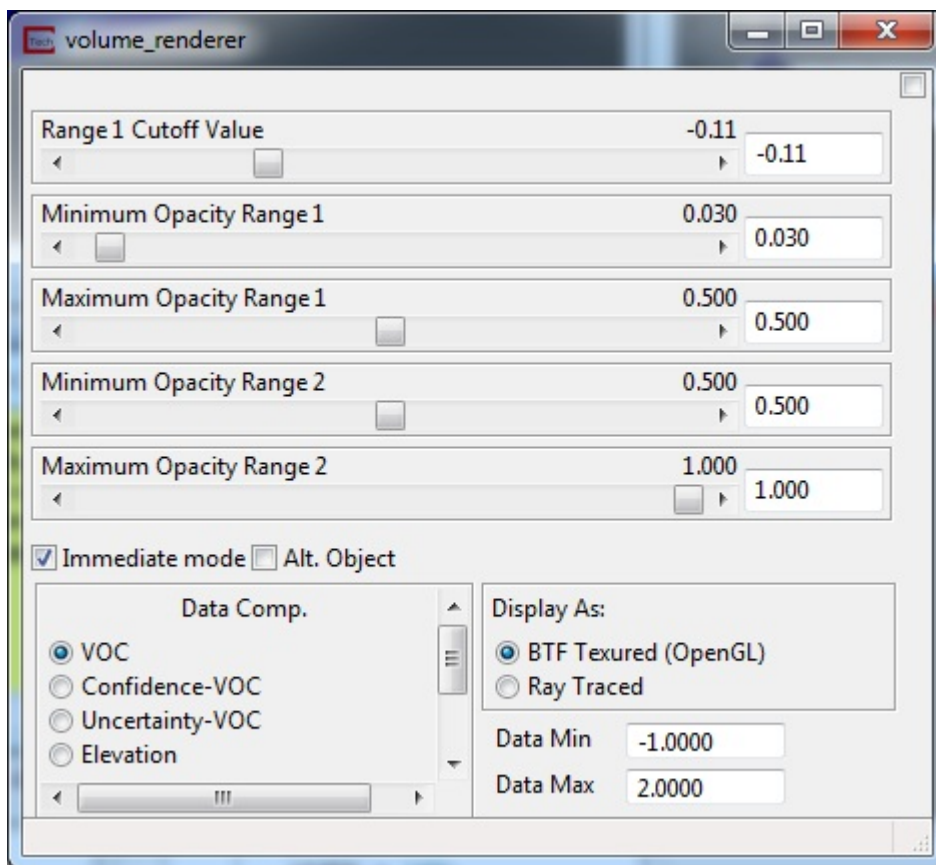 Tech volume_renderer
Range 1 Cutoff Value -0.11
-0.11
Minimum Opacity Range 1 0.030
0.030
Maximum Opacity Range 1 0.500
0.500
Minimum Opacity Range 2 0.500
0.500
Maximum Opacity Range 2 1.000
1.000
Immediate mode Alt. Object
Data Comp.
VOC
Confidence-VOC
Uncertainty-VOC
Elevation
Display As:
BTF Texured (OpenGL)
Ray Traced
Data Min -1.0000
Data Max 2.0000